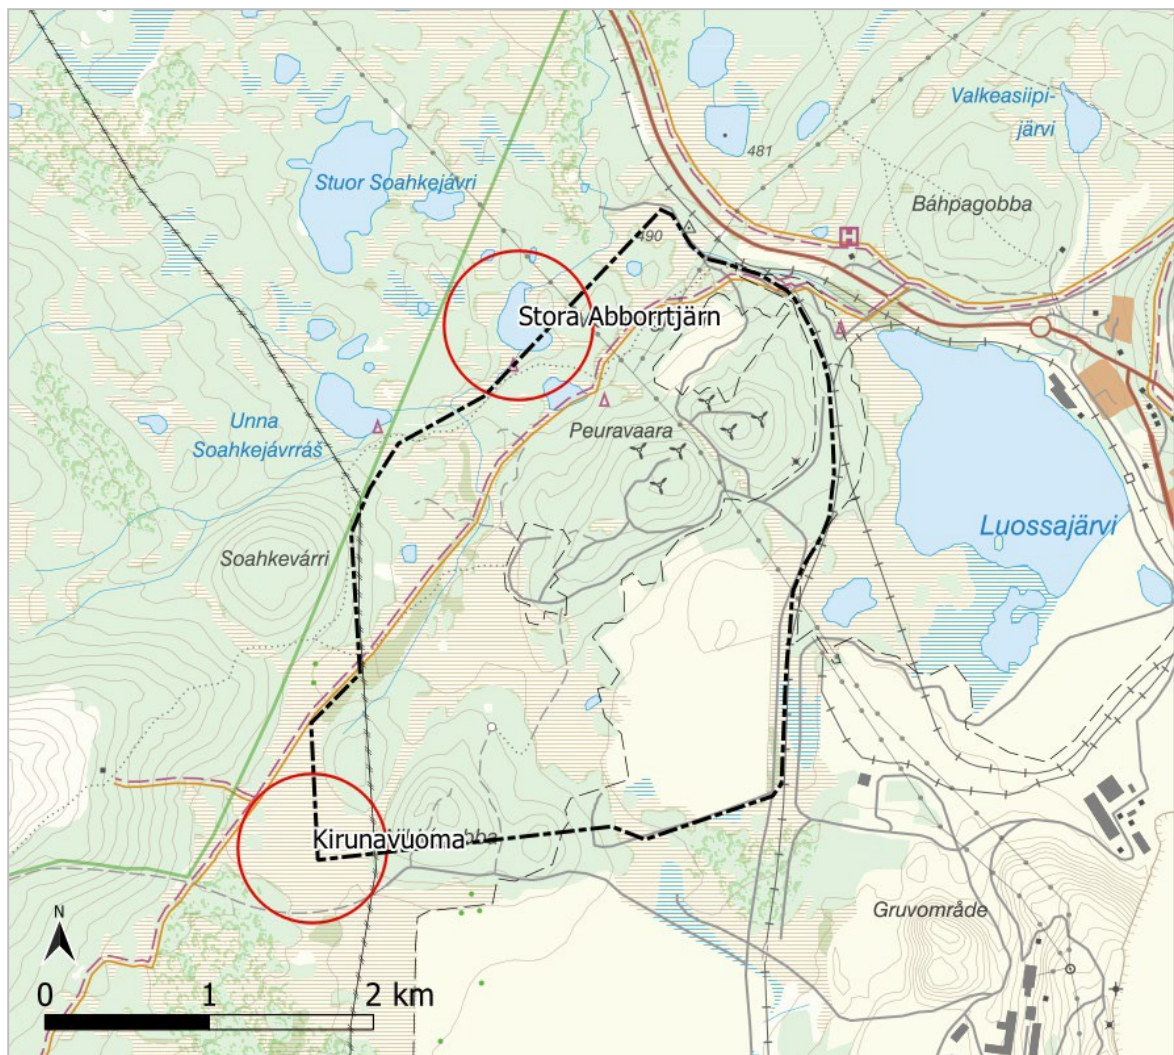 Valkeasiipi-
järvi
481
Stuor Soahkejávri
Báhpagobba
490
H
Stora Abborrtjärn
Unna
Soahkejávrráš
Peuravaara
Luossajärvi
Soahkevárri
Kirunavuoma
bba
Gruvområde
N
0 1 2 km